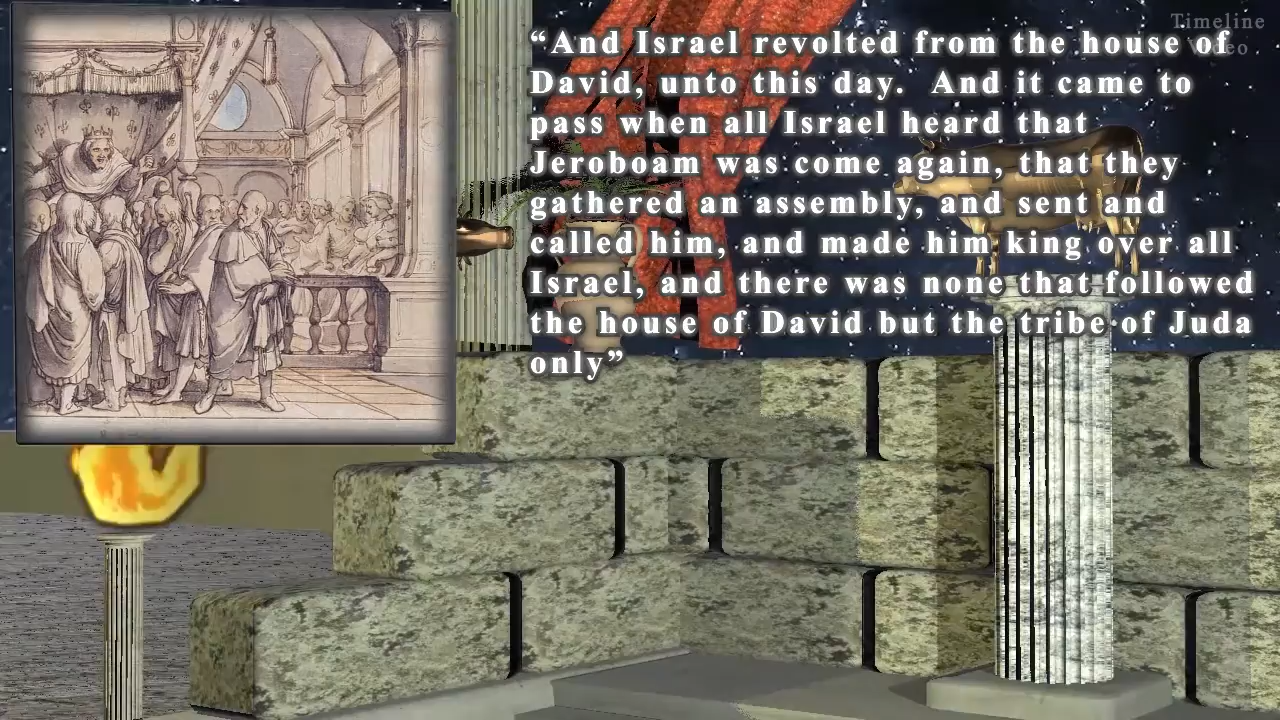 Timeline
Video
“And Israel revolted from the house of
David, unto this day. And it came to
pass when all Israel heard that
Jeroboam was come again, that they
gathered an assembly, and sent and
called him, and made him king over all
Israel, and there was none that followed
the house of David but the tribe of Juda
only”